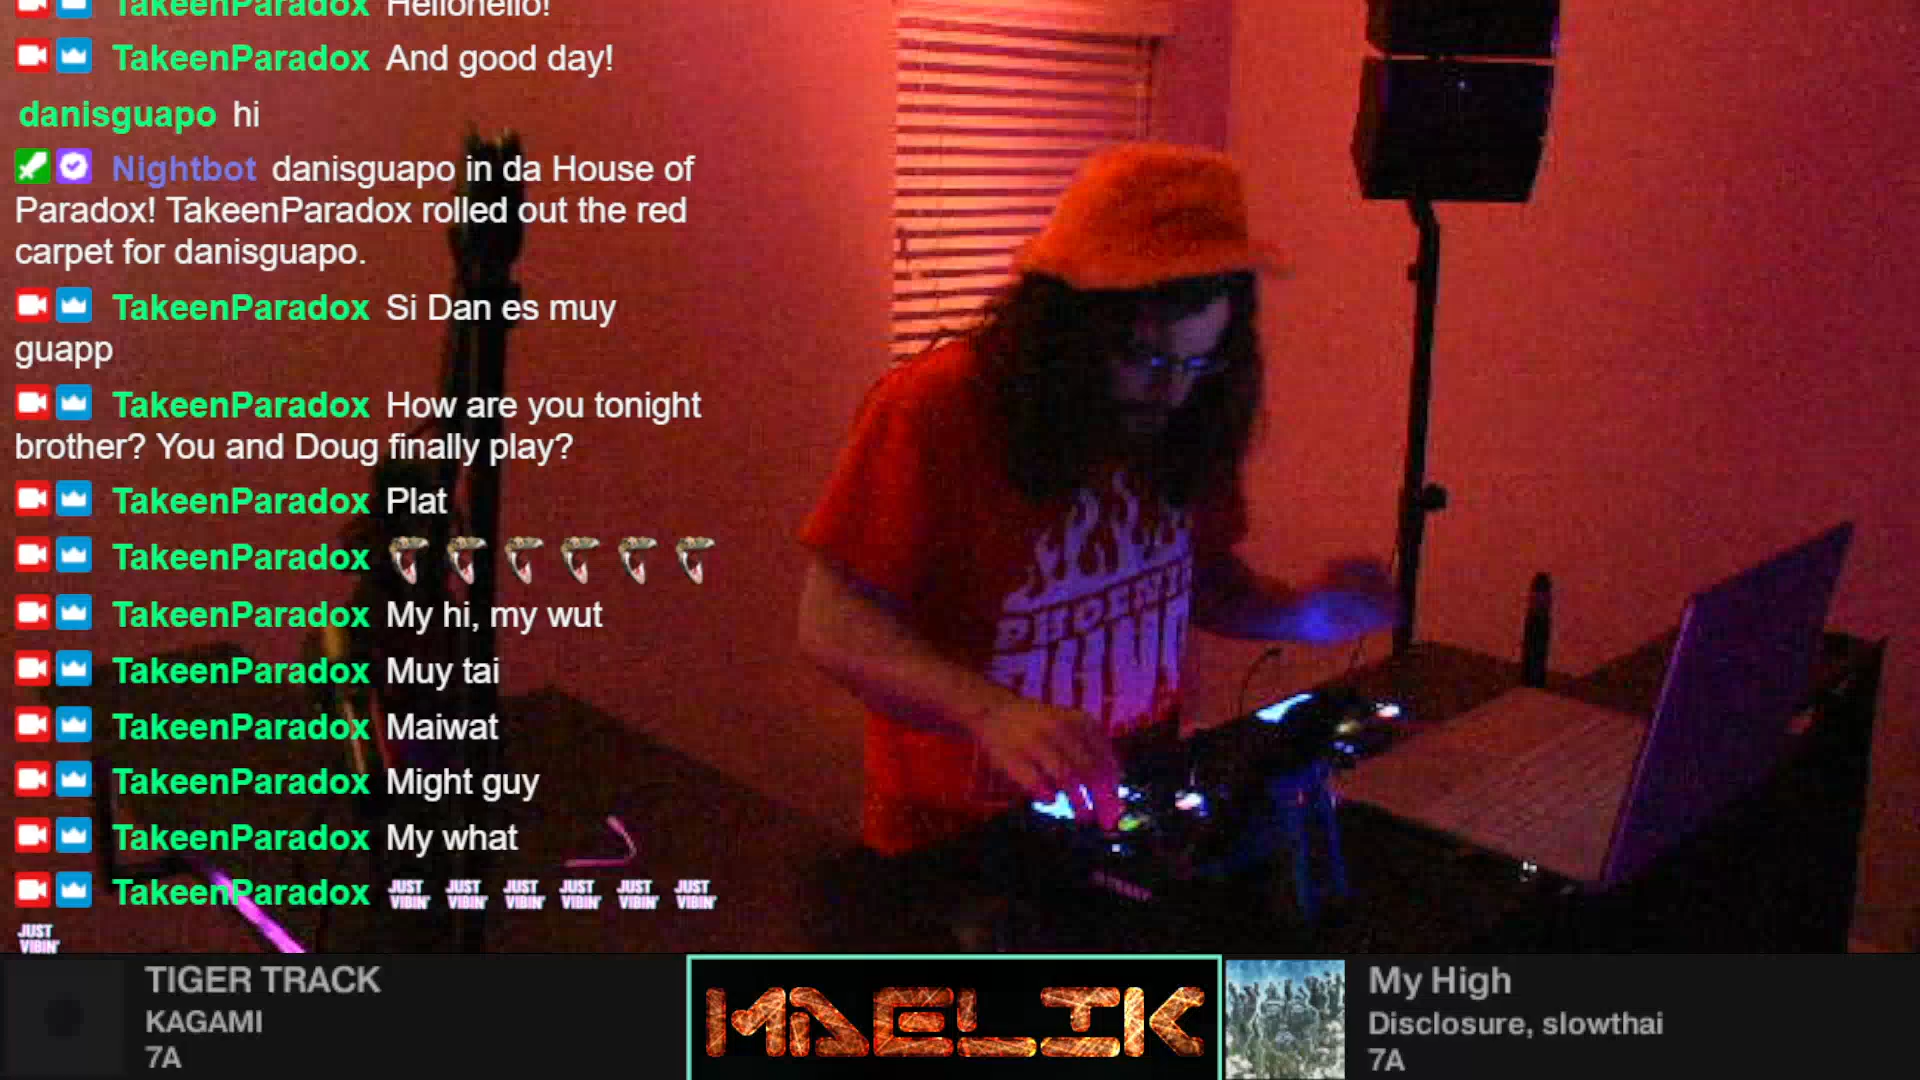 TakeenParadox Hellohello!
TakeenParadox And good day!
danisguapo hi
Nightbot danisguapo in da House of
Paradox! TakeenParadox rolled out the red
carpet for danisguapo.
TakeenParadox Si Dan es muy
guapp
TakeenParadox How are you tonight
brother? You and Doug finally play?
TakeenParadox Plat
TakeenParadox
TakeenParadox My hi, my wut
TakeenParadox Muy tai
TakeenParadox Maiwat
TakeenParadox Might guy
TakeenParadox My what
TakeenParadox JUST VIBIN' JUST VIBIN' JUST VIBIN' JUST VIBIN' JUST VIBIN' JUST VIBIN'
JUST VIBIN'
PHOENIX
TIGER TRACK
KAGAMI
7A
MAELIK
My High
Disclosure, slowthai
7A